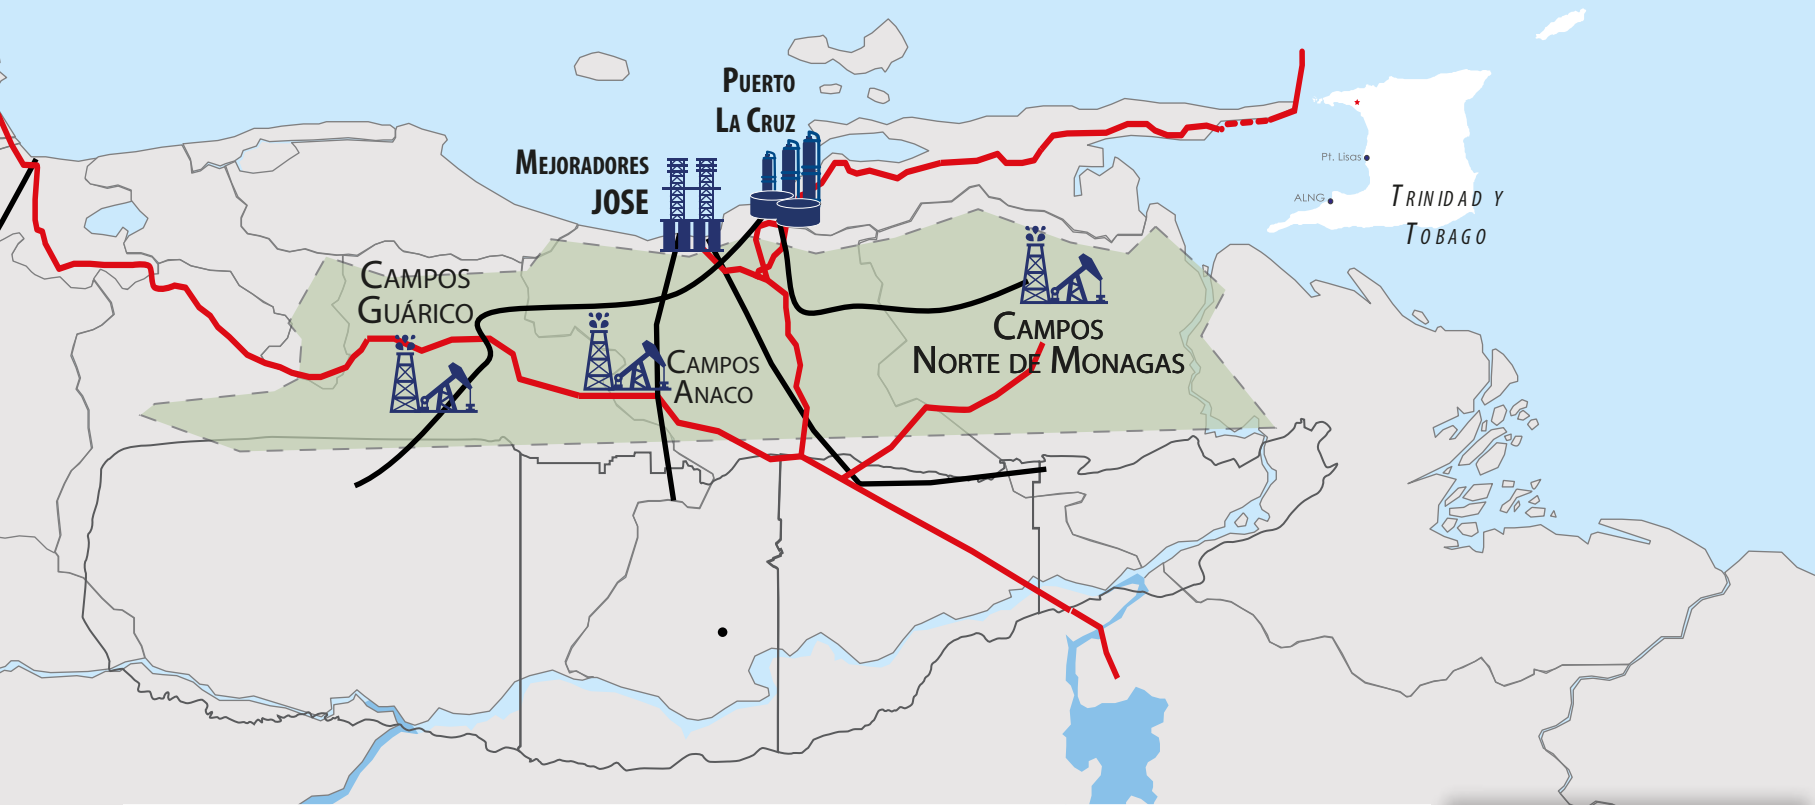 PUERTO
LA CRUZ
MEJORADORES
JOSE
Pt. Lisas
ALNG
TRINIDAD Y
TOBAGO
CAMPOS
GUÁRICO
CAMPOS
NORTE DE MONAGAS
CAMPOS
ANACO